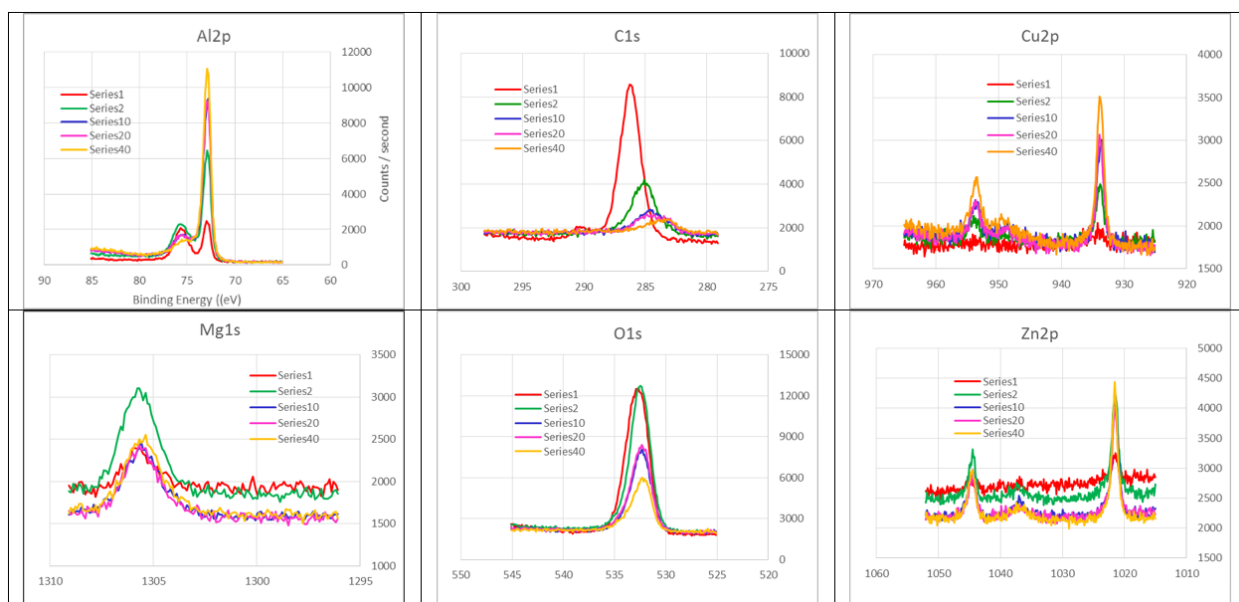 Al2p
12000
10000
8000
6000
4000
2000
0
Counts / second
Series1
Series2
Series10
Series20
Series40
90 85 80 75 70 65 60
Binding Energy ((eV)
C1s
10000
8000
6000
4000
2000
0
Series1
Series2
Series10
Series20
Series40
300 295 290 285 280 275
Cu2p
4000
3500
3000
2500
2000
1500
Series1
Series2
Series10
Series20
Series40
970 960 950 940 930 920
Mg1s
3500
3000
2500
2000
1500
1000
Series1
Series2
Series10
Series20
Series40
1310 1305 1300 1295
O1s
15000
12000
9000
6000
3000
0
Series1
Series2
Series10
Series20
Series40
550 545 540 535 530 525 520
Zn2p
5000
4500
4000
3500
3000
2500
2000
1500
Series1
Series2
Series10
Series20
Series40
1060 1050 1040 1030 1020 1010